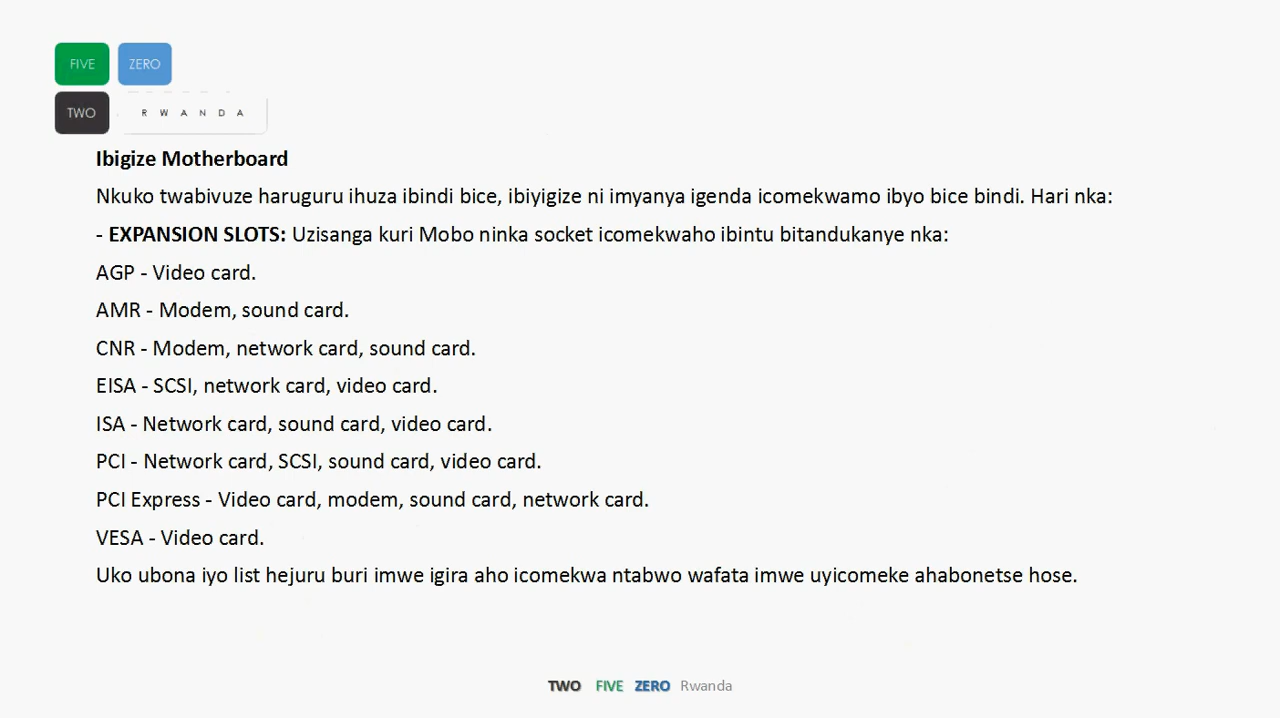 FIVE ZERO
TWO R W A N D A
Ibigize Motherboard
Nkuko twabivuze haruguru ihuza ibindi bice, ibiyigize ni imyanya igenda icomekwamo ibyo bice bindi. Hari nka:
- EXPANSION SLOTS: Uzisanga kuri Mobo ninka socket icomekwaho ibintu bitandukanye nka:
AGP - Video card.
AMR - Modem, sound card.
CNR - Modem, network card, sound card.
EISA - SCSI, network card, video card.
ISA - Network card, sound card, video card.
PCI - Network card, SCSI, sound card, video card.
PCI Express - Video card, modem, sound card, network card.
VESA - Video card.
Uko ubona iyo list hejuru buri imwe igira aho icomekwa ntabwo wafata imwe uyicomeke ahabonetse hose.
TWO FIVE ZERO Rwanda